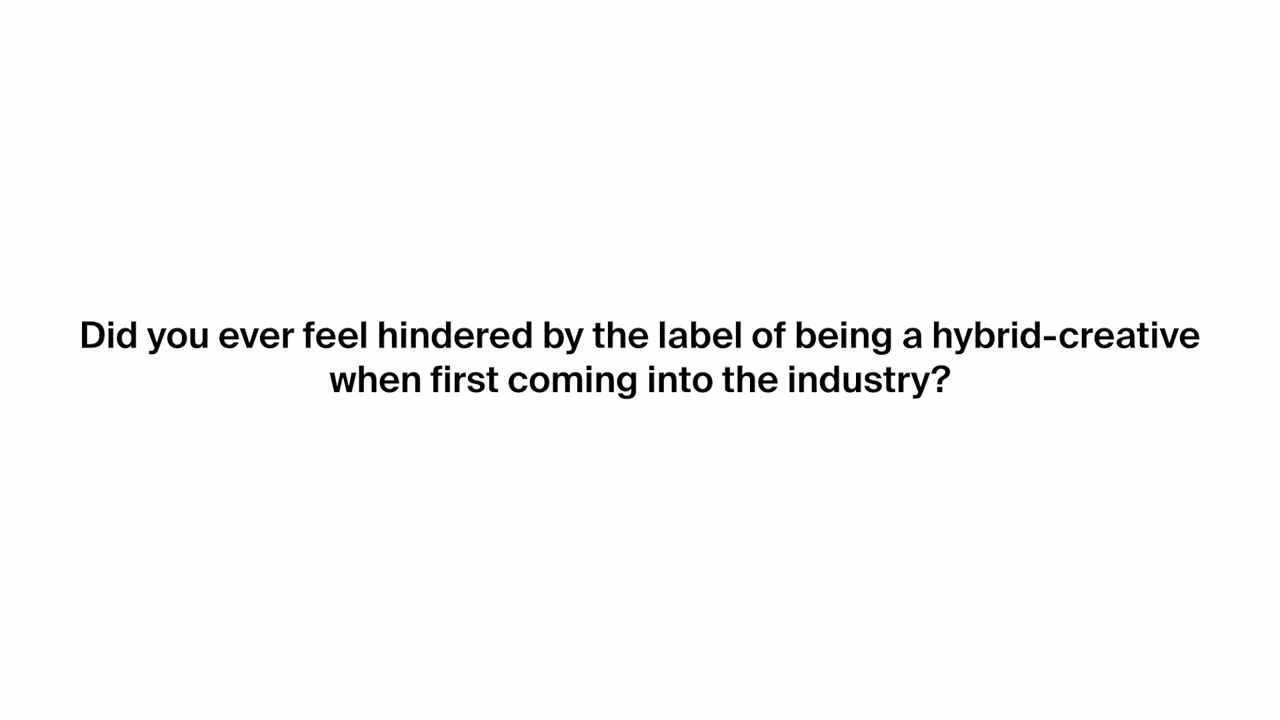 Did you ever feel hindered by the label of being a hybrid-creative
when first coming into the industry?